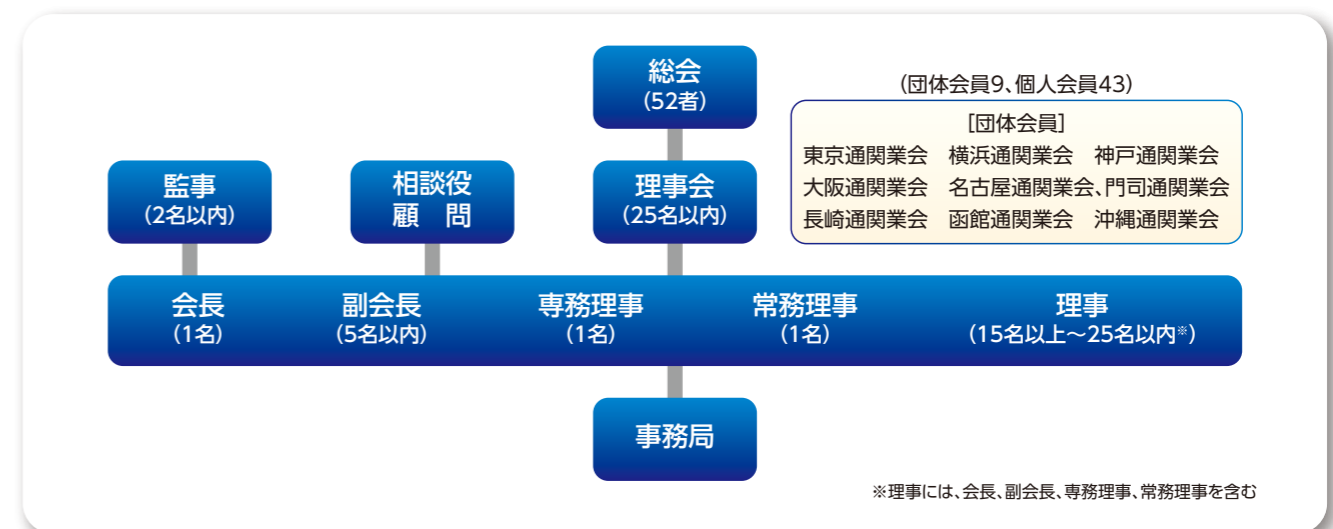 総会
(52者)
(団体会員9、個人会員43)
[団体会員]
東京通関業会 横浜通関業会 神戸通関業会
大阪通関業会 名古屋通関業会、門司通関業会
長崎通関業会 函館通関業会 沖縄通関業会
監事
(2名以内)
相談役
顧　問
理事会
(25名以内)
会長
(1名)
副会長
(5名以内)
専務理事
(1名)
常務理事
(1名)
理事
(15名以上～25名以内※)
事務局
※理事には、会長、副会長、専務理事、常務理事を含む